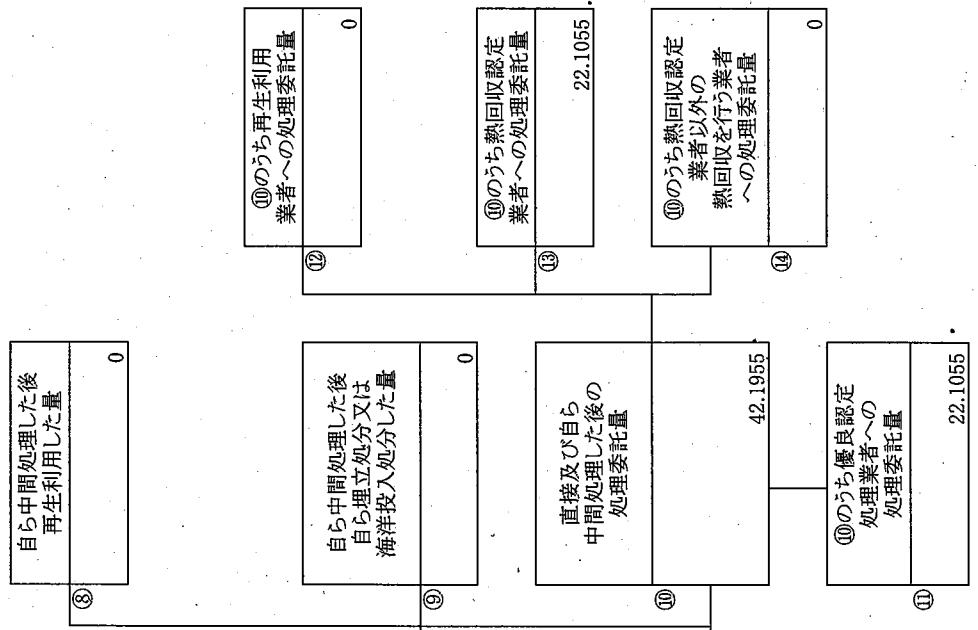 ⑧
自ら中間処理した後
再生利用した量
0
⑨
自ら中間処理した後
自ら埋立処分又は
海洋投入処分した量
0
⑩
直接及び自ら
中間処理した後の
処理委託量
42.1955
⑪
⑩のうち優良認定
処理業者への
処理委託量
22.1055
⑫
⑩のうち再生利用
業者への処理委託量
0
⑬
⑩のうち熱回収認定
業者への処理委託量
22.1055
⑭
⑩のうち熱回収認定
業者以外の
熱回収を行う業者
への処理委託量
0